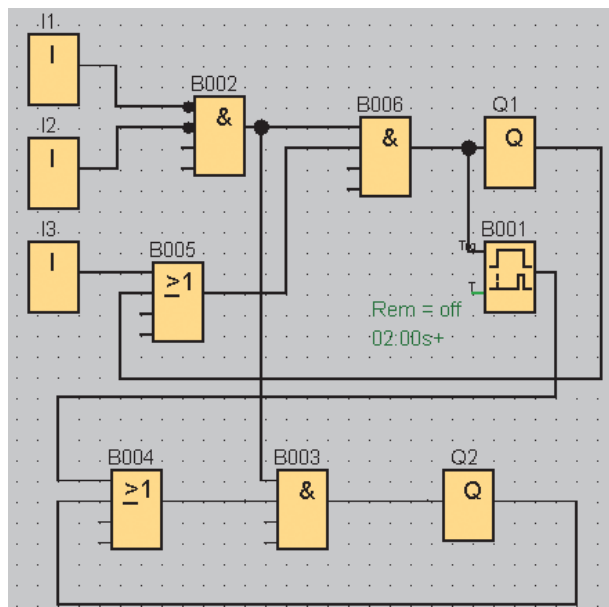 I1
I
B002
&
B006
&
Q1
Q
I2
I
I3
I
B005
≥1
B001
Trg
T
Rem = off
02:00s+
B004
≥1
B003
&
Q2
Q